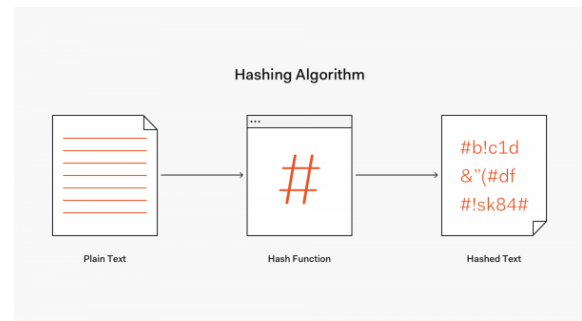 Hashing Algorithm
#
#b!c1d
&"(#df
#!sk84#
Plain Text
Hash Function
Hashed Text